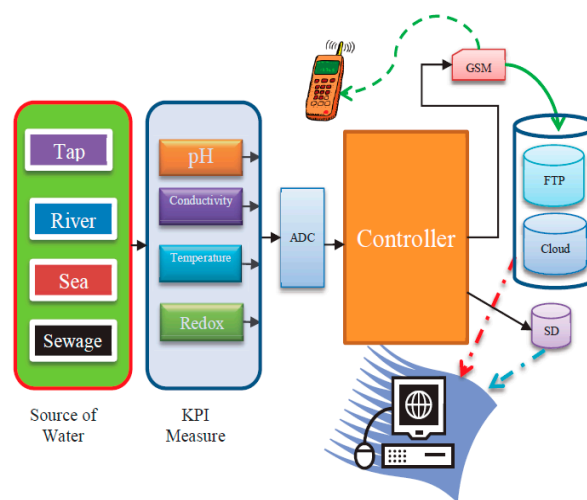 GSM
Tap
River
Sea
Sewage
pH
Conductivity
Temperature
Redox
ADC
Controller
FTP
Cloud
SD
Source of
Water
KPI
Measure